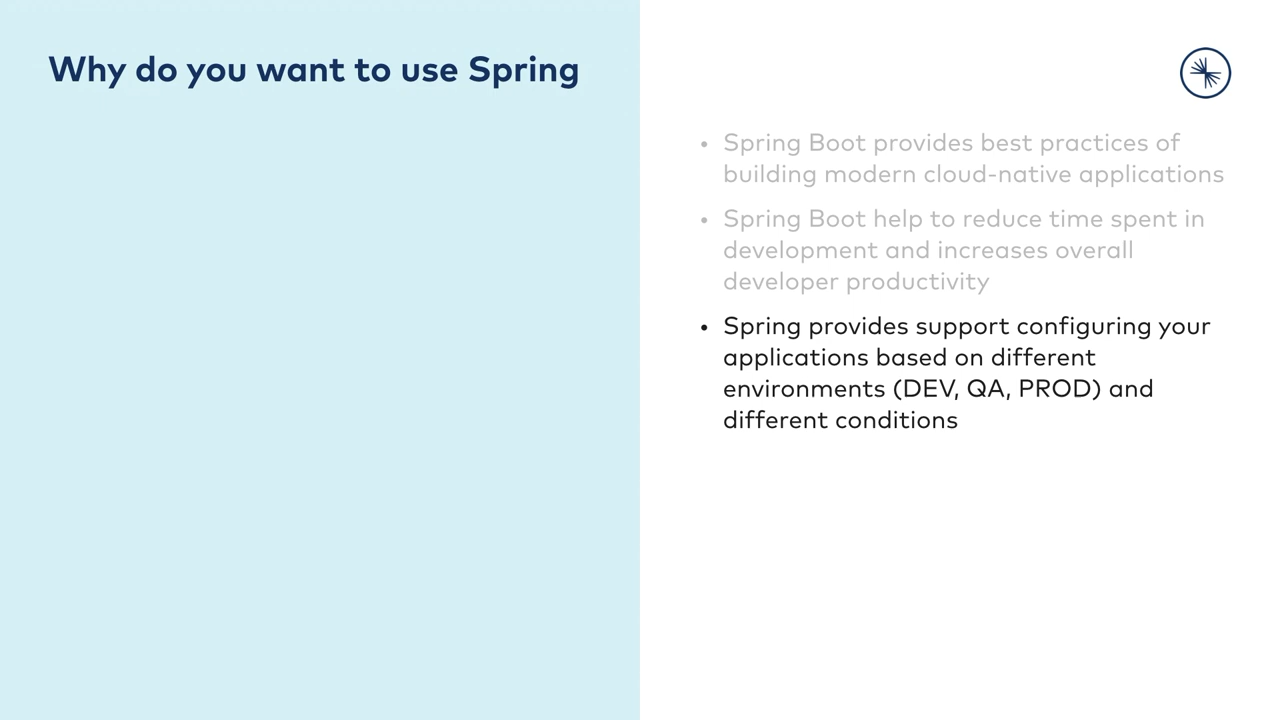 Why do you want to use Spring
• Spring Boot provides best practices of
building modern cloud-native applications
• Spring Boot help to reduce time spent in
development and increases overall
developer productivity
• Spring provides support configuring your
applications based on different
environments (DEV, QA, PROD) and
different conditions